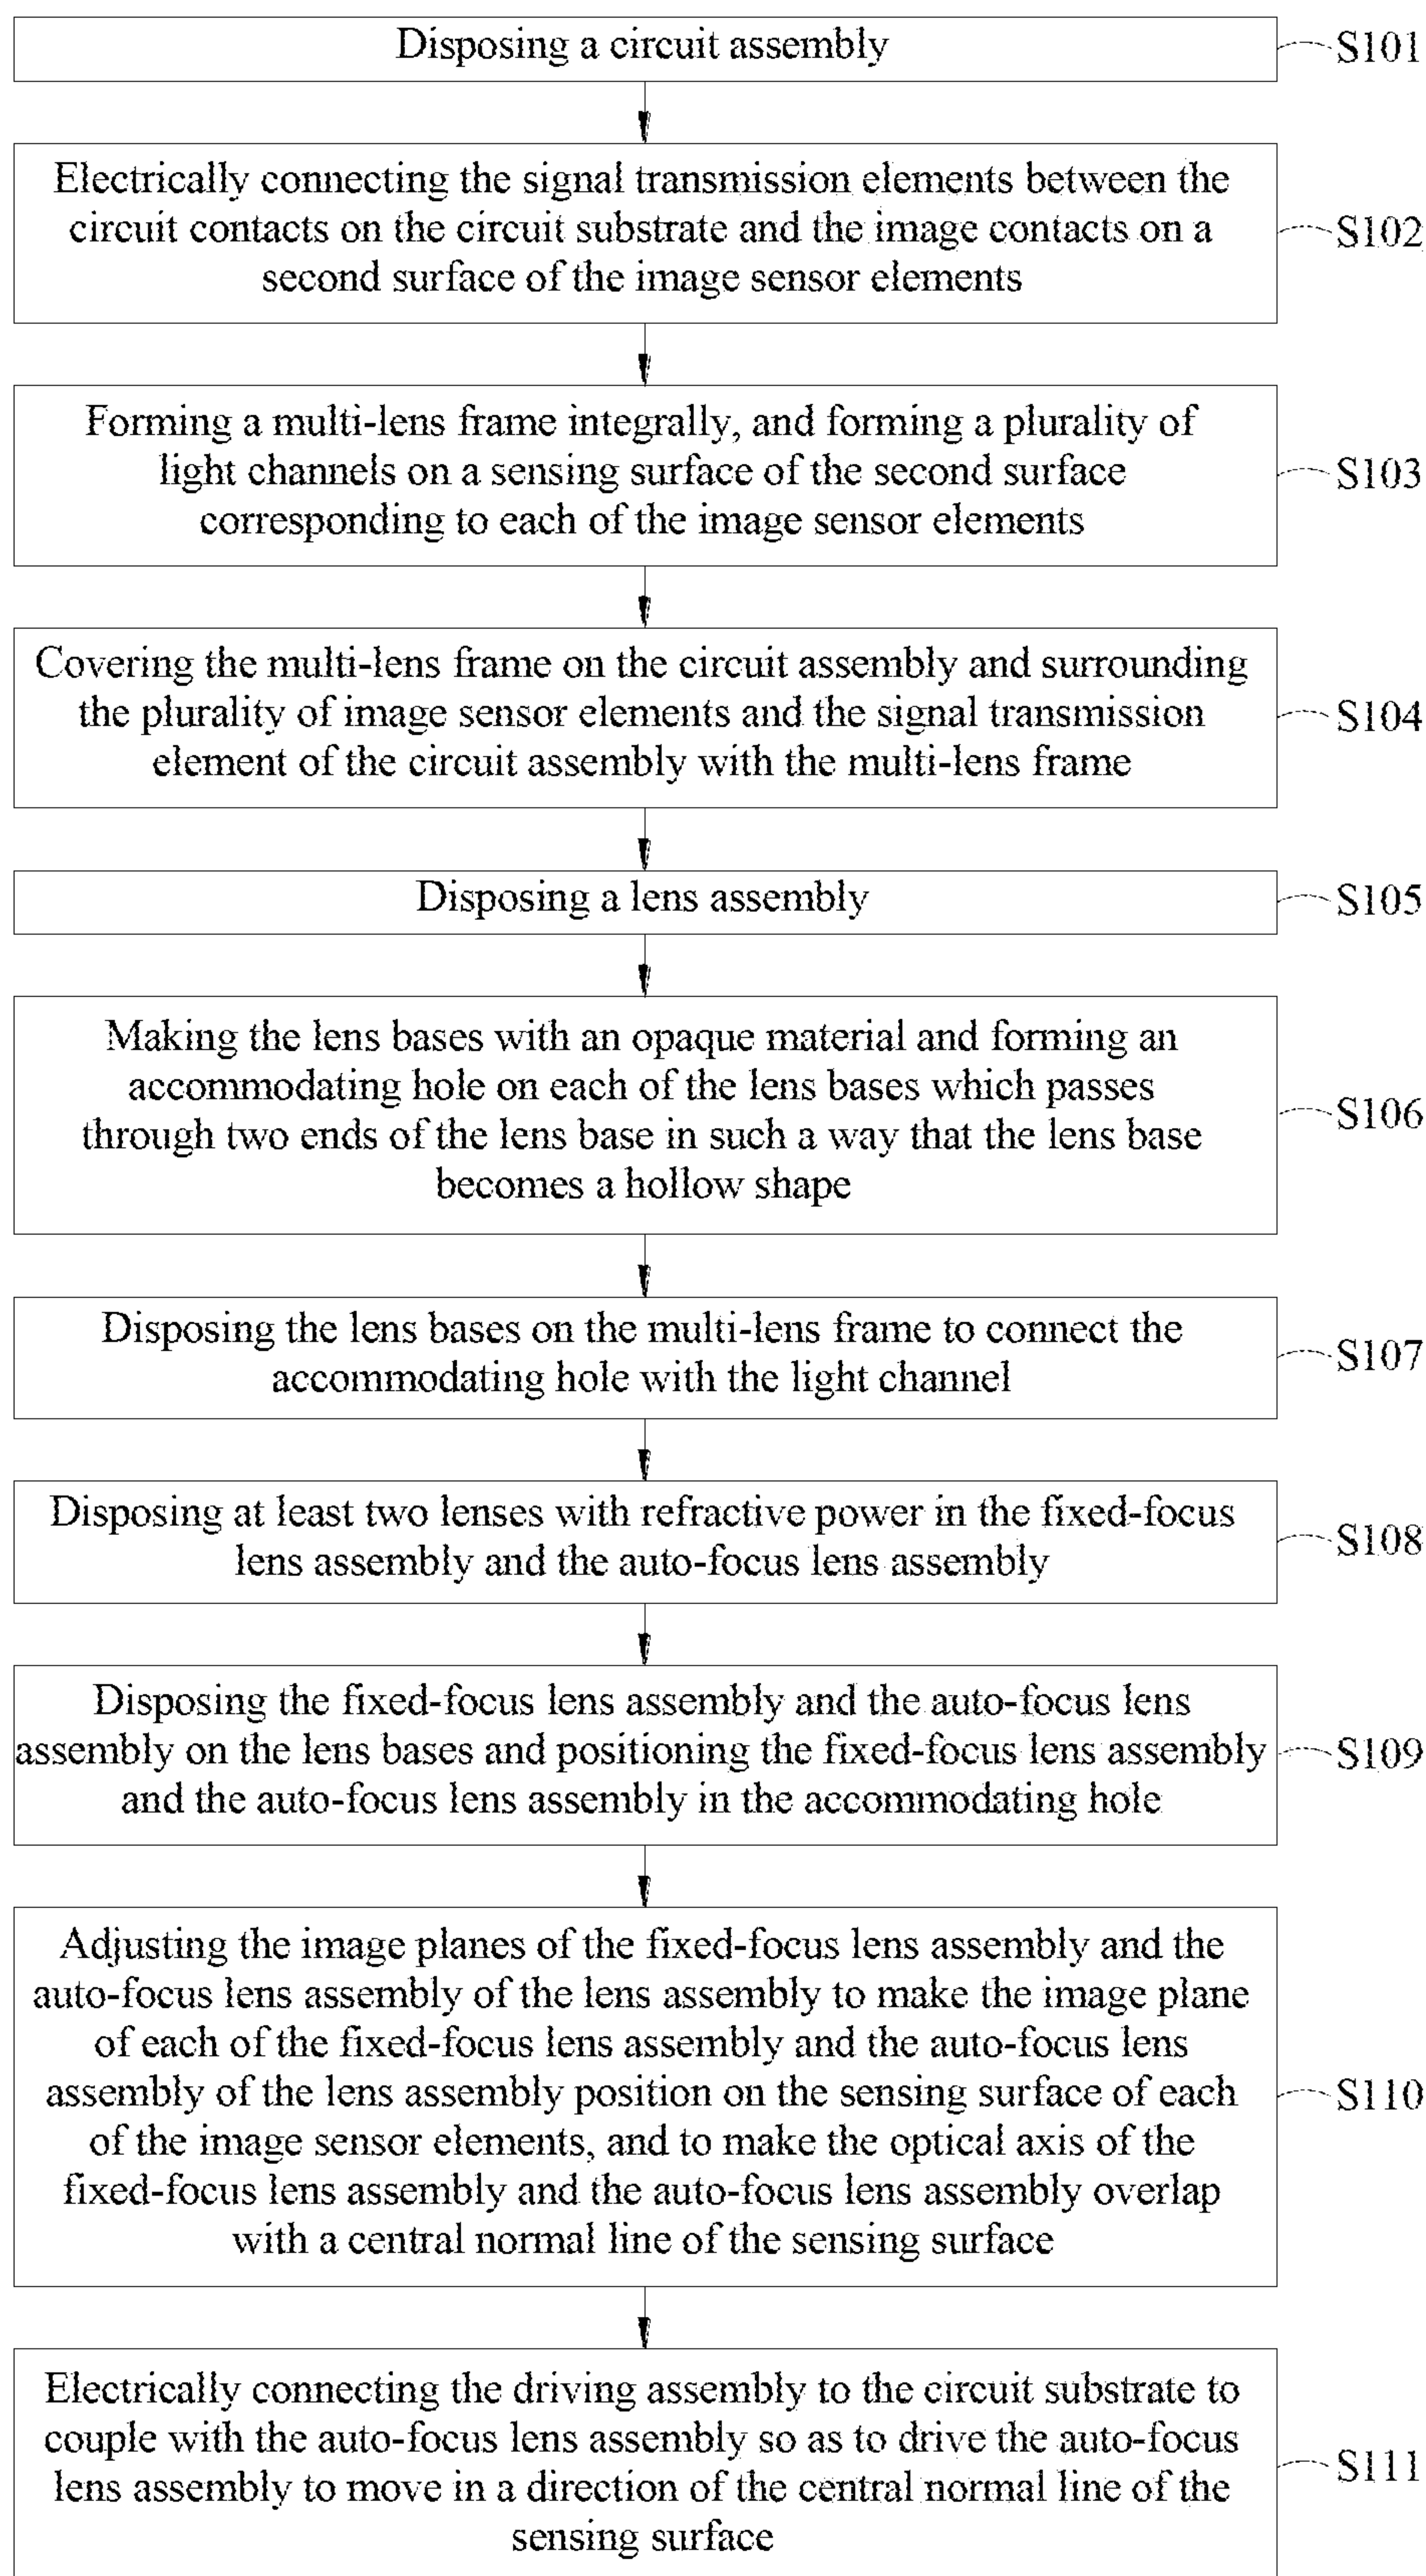 Disposing a circuit assembly
S101
Electrically connecting the signal transmission elements between the
circuit contacts on the circuit substrate and the image contacts on a
second surface of the image sensor elements
S102
Forming a multi-lens frame integrally, and forming a plurality of
light channels on a sensing surface of the second surface
corresponding to each of the image sensor elements
S103
Covering the multi-lens frame on the circuit assembly and surrounding
the plurality of image sensor elements and the signal transmission
element of the circuit assembly with the multi-lens frame
S104
Disposing a lens assembly
S105
Making the lens bases with an opaque material and forming an
accommodating hole on each of the lens bases which passes
through two ends of the lens base in such a way that the lens base
becomes a hollow shape
S106
Disposing the lens bases on the multi-lens frame to connect the
accommodating hole with the light channel
S107
Disposing at least two lenses with refractive power in the fixed-focus
lens assembly and the auto-focus lens assembly
S108
Disposing the fixed-focus lens assembly and the auto-focus lens
assembly on the lens bases and positioning the fixed-focus lens assembly
and the auto-focus lens assembly in the accommodating hole
S109
Adjusting the image planes of the fixed-focus lens assembly and the
auto-focus lens assembly of the lens assembly to make the image plane
of each of the fixed-focus lens assembly and the auto-focus lens
assembly of the lens assembly position on the sensing surface of each
of the image sensor elements, and to make the optical axis of the
fixed-focus lens assembly and the auto-focus lens assembly overlap
with a central normal line of the sensing surface
S110
Electrically connecting the driving assembly to the circuit substrate to
couple with the auto-focus lens assembly so as to drive the auto-focus
lens assembly to move in a direction of the central normal line of the
sensing surface
S111